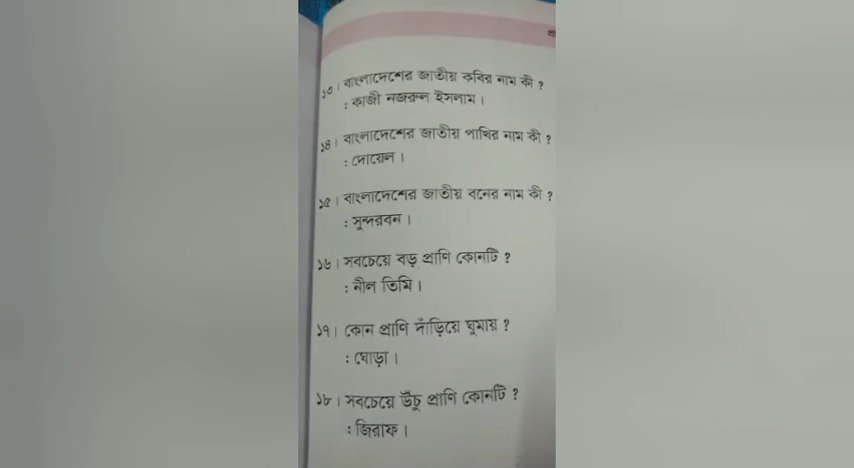 ১৩। বাংলাদেশের জাতীয় কবির নাম কী ?
: কাজী নজরুল ইসলাম।
১৪। বাংলাদেশের জাতীয় পাখির নাম কী ?
: দোয়েল।
১৫। বাংলাদেশের জাতীয় বনের নাম কী ?
: সুন্দরবন।
১৬। সবচেয়ে বড় প্রাণি কোনটি ?
: নীল তিমি।
১৭। কোন প্রাণি দাঁড়িয়ে ঘুমায় ?
: ঘোড়া।
১৮। সবচেয়ে উঁচু প্রাণি কোনটি ?
: জিরাফ।